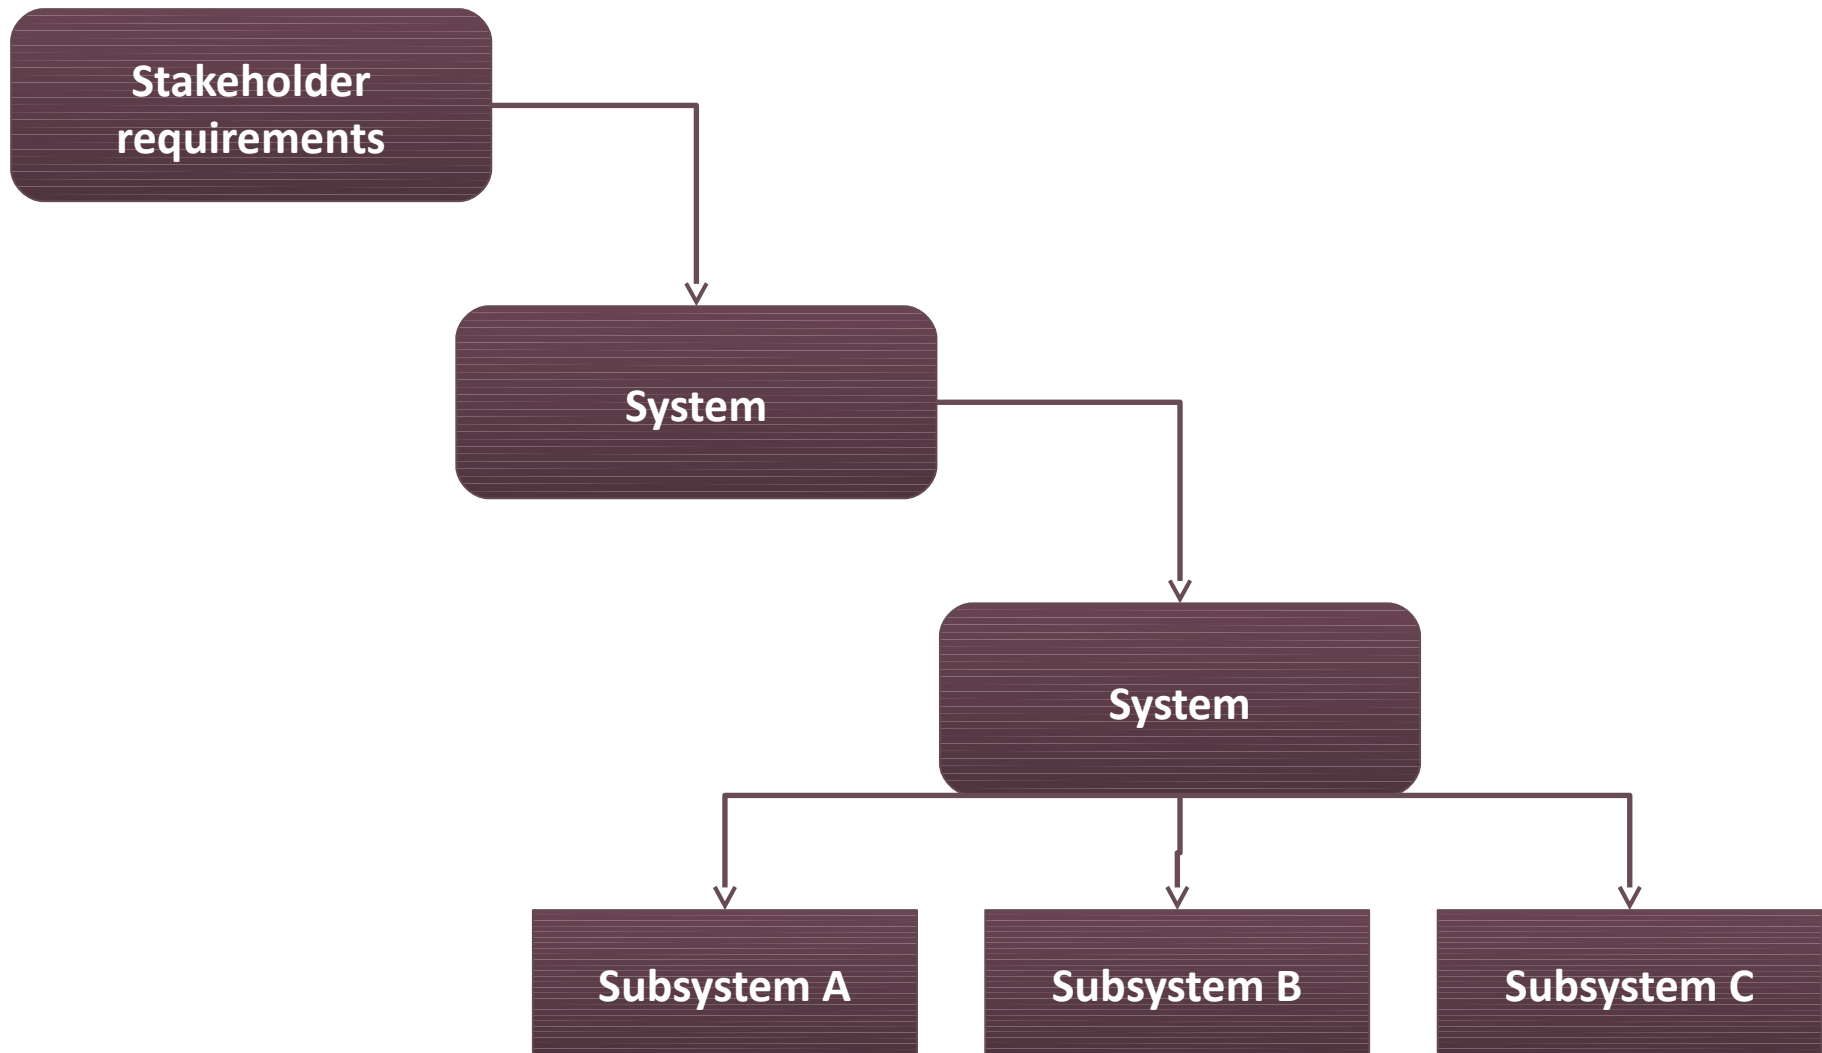 Stakeholder
requirements
System
System
Subsystem A
Subsystem B
Subsystem C